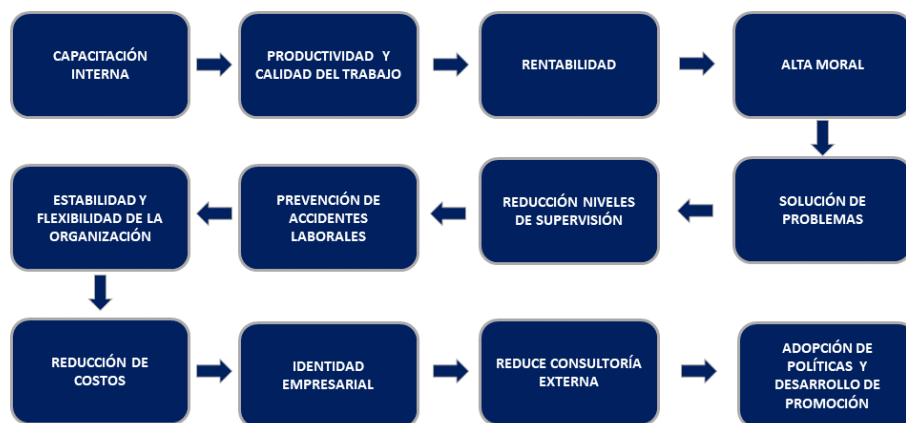 CAPACITACIÓN
INTERNA
PRODUCTIVIDAD Y
CALIDAD DEL TRABAJO
RENTABILIDAD
ALTA MORAL
SOLUCIÓN DE
PROBLEMAS
REDUCCIÓN NIVELES
DE SUPERVISIÓN
PREVENCIÓN DE
ACCIDENTES
LABORALES
ESTABILIDAD Y
FLEXIBILIDAD DE LA
ORGANIZACIÓN
REDUCCIÓN DE
COSTOS
IDENTIDAD
EMPRESARIAL
REDUCE CONSULTORÍA
EXTERNA
ADOPCIÓN DE
POLÍTICAS Y
DESARROLLO DE
PROMOCIÓN